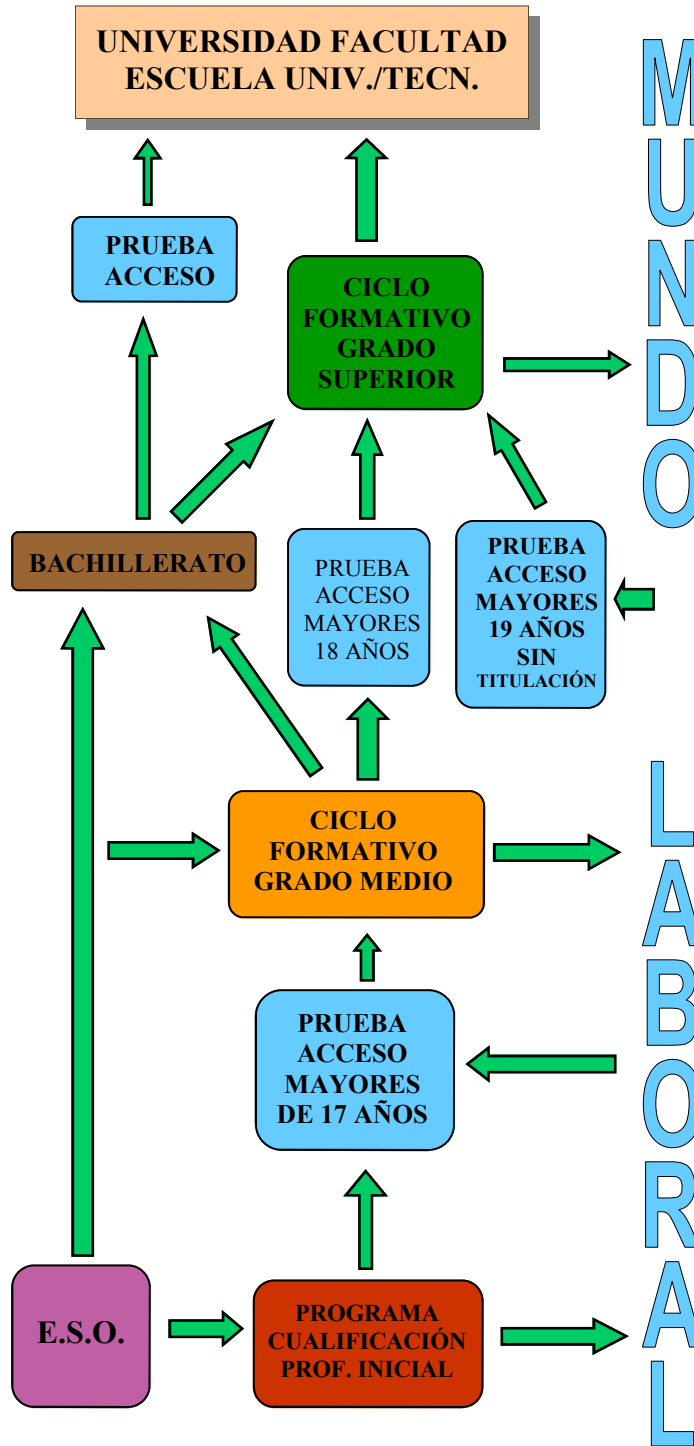 UNIVERSIDAD FACULTAD
ESCUELA UNIV./TECN.
PRUEBA
ACCESO
CICLO
FORMATIVO
GRADO
SUPERIOR
BACHILLERATO
PRUEBA
ACCESO
MAYORES
18 AÑOS
PRUEBA
ACCESO
MAYORES
19 AÑOS
SIN
TITULACIÓN
CICLO
FORMATIVO
GRADO MEDIO
PRUEBA
ACCESO
MAYORES
DE 17 AÑOS
E.S.O.
PROGRAMA
CUALIFICACIÓN
PROF. INICIAL
MUNDO
LABORAL